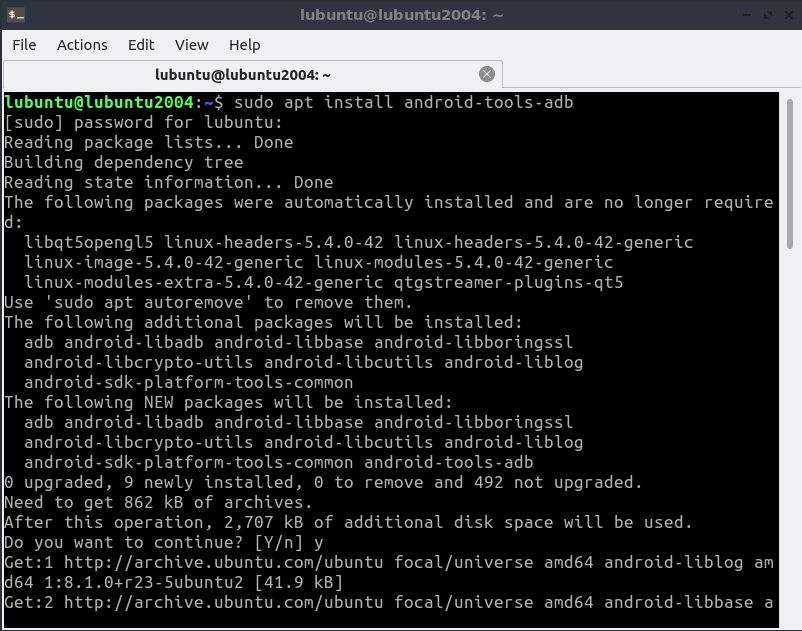 lubuntu@lubuntu2004: ~
File Actions Edit View Help
lubuntu@lubuntu2004: ~
lubuntu@lubuntu2004:~$ sudo apt install android-tools-adb
[sudo] password for lubuntu:
Reading package lists... Done
Building dependency tree
Reading state information... Done
The following packages were automatically installed and are no longer require
d:
  libqt5opengl5 linux-headers-5.4.0-42 linux-headers-5.4.0-42-generic
  linux-image-5.4.0-42-generic linux-modules-5.4.0-42-generic
  linux-modules-extra-5.4.0-42-generic qtgstreamer-plugins-qt5
Use 'sudo apt autoremove' to remove them.
The following additional packages will be installed:
  adb android-libadb android-libbase android-libboringssl
  android-libcrypto-utils android-libcutils android-liblog
  android-sdk-platform-tools-common
The following NEW packages will be installed:
  adb android-libadb android-libbase android-libboringssl
  android-libcrypto-utils android-libcutils android-liblog
  android-sdk-platform-tools-common android-tools-adb
0 upgraded, 9 newly installed, 0 to remove and 492 not upgraded.
Need to get 862 kB of archives.
After this operation, 2,707 kB of additional disk space will be used.
Do you want to continue? [Y/n] y
Get:1 http://archive.ubuntu.com/ubuntu focal/universe amd64 android-liblog am
d64 1:8.1.0+r23-5ubuntu2 [41.9 kB]
Get:2 http://archive.ubuntu.com/ubuntu focal/universe amd64 android-libbase a